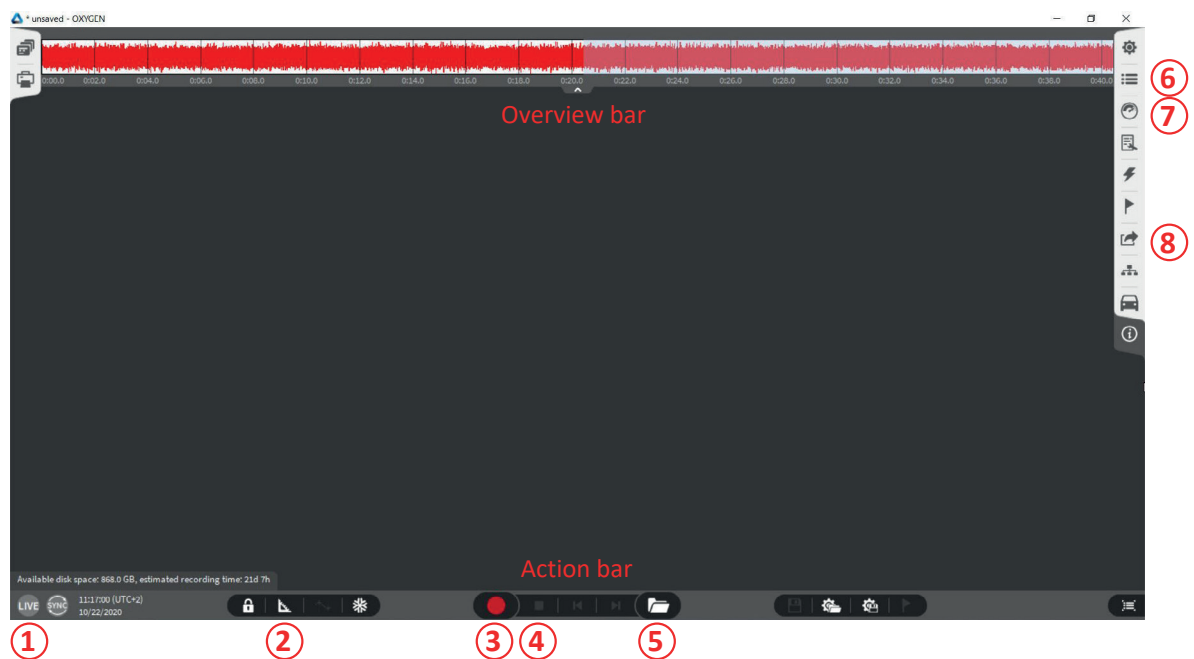 * unsaved - OXYGEN
0:00.0 0:02.0 0:04.0 0:06.0 0:08.0 0:10.0 0:12.0 0:14.0 0:16.0 0:18.0 0:20.0 0:22.0 0:24.0 0:26.0 0:28.0 0:30.0 0:32.0 0:34.0 0:36.0 0:38.0 0:40.0
6
Overview bar
7
8
Action bar
Available disk space: 868.0 GB, estimated recording time: 21d 7h
LIVE SYNC 11:17:00 (UTC+2)
10/22/2020
1 2 3 4 5